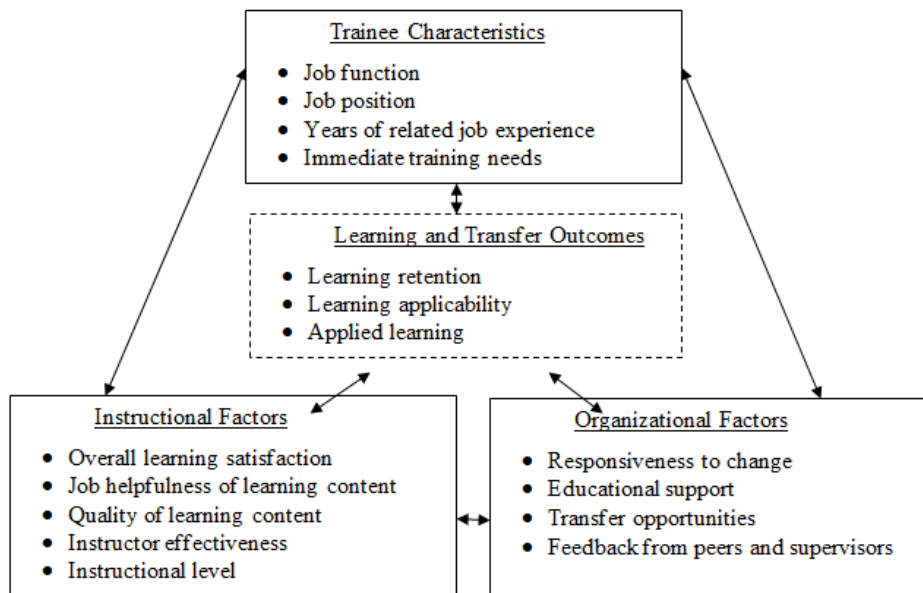 Trainee Characteristics
• Job function
• Job position
• Years of related job experience
• Immediate training needs
Learning and Transfer Outcomes
• Learning retention
• Learning applicability
• Applied learning
Instructional Factors
• Overall learning satisfaction
• Job helpfulness of learning content
• Quality of learning content
• Instructor effectiveness
• Instructional level
Organizational Factors
• Responsiveness to change
• Educational support
• Transfer opportunities
• Feedback from peers and supervisors